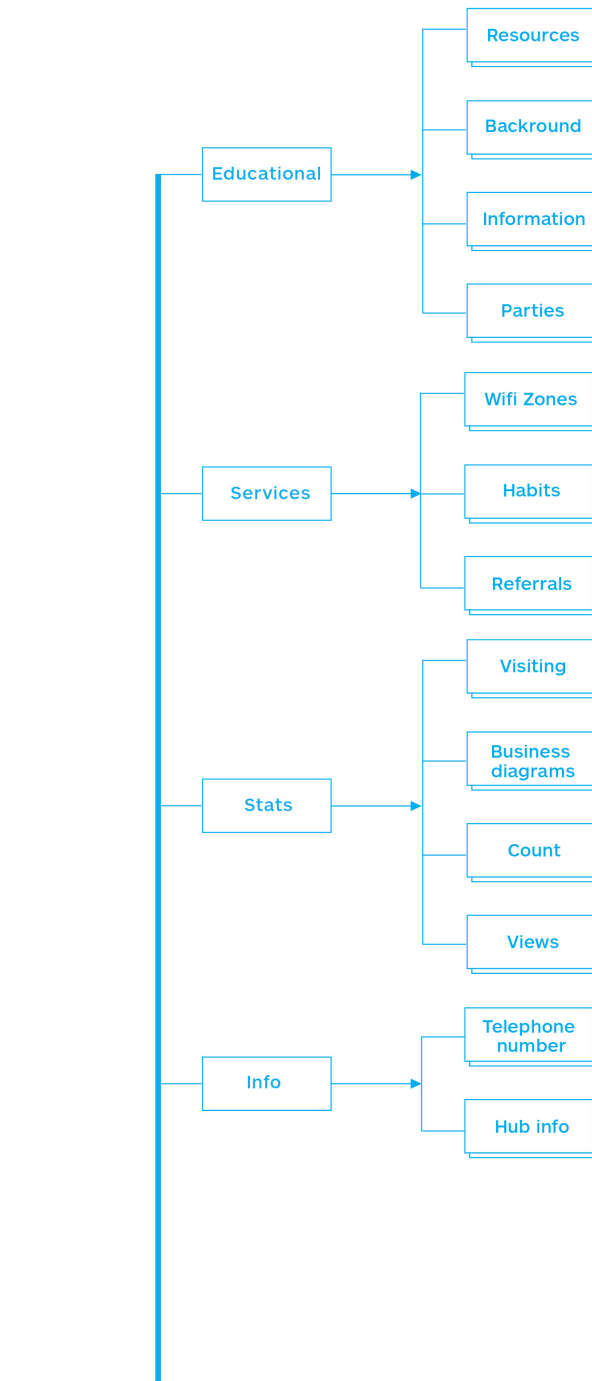 Resources
Backround
Educational
Information
Parties
Wifi Zones
Habits
Services
Referrals
Visiting
Business
diagrams
Stats
Count
Views
Telephone
number
Info
Hub info